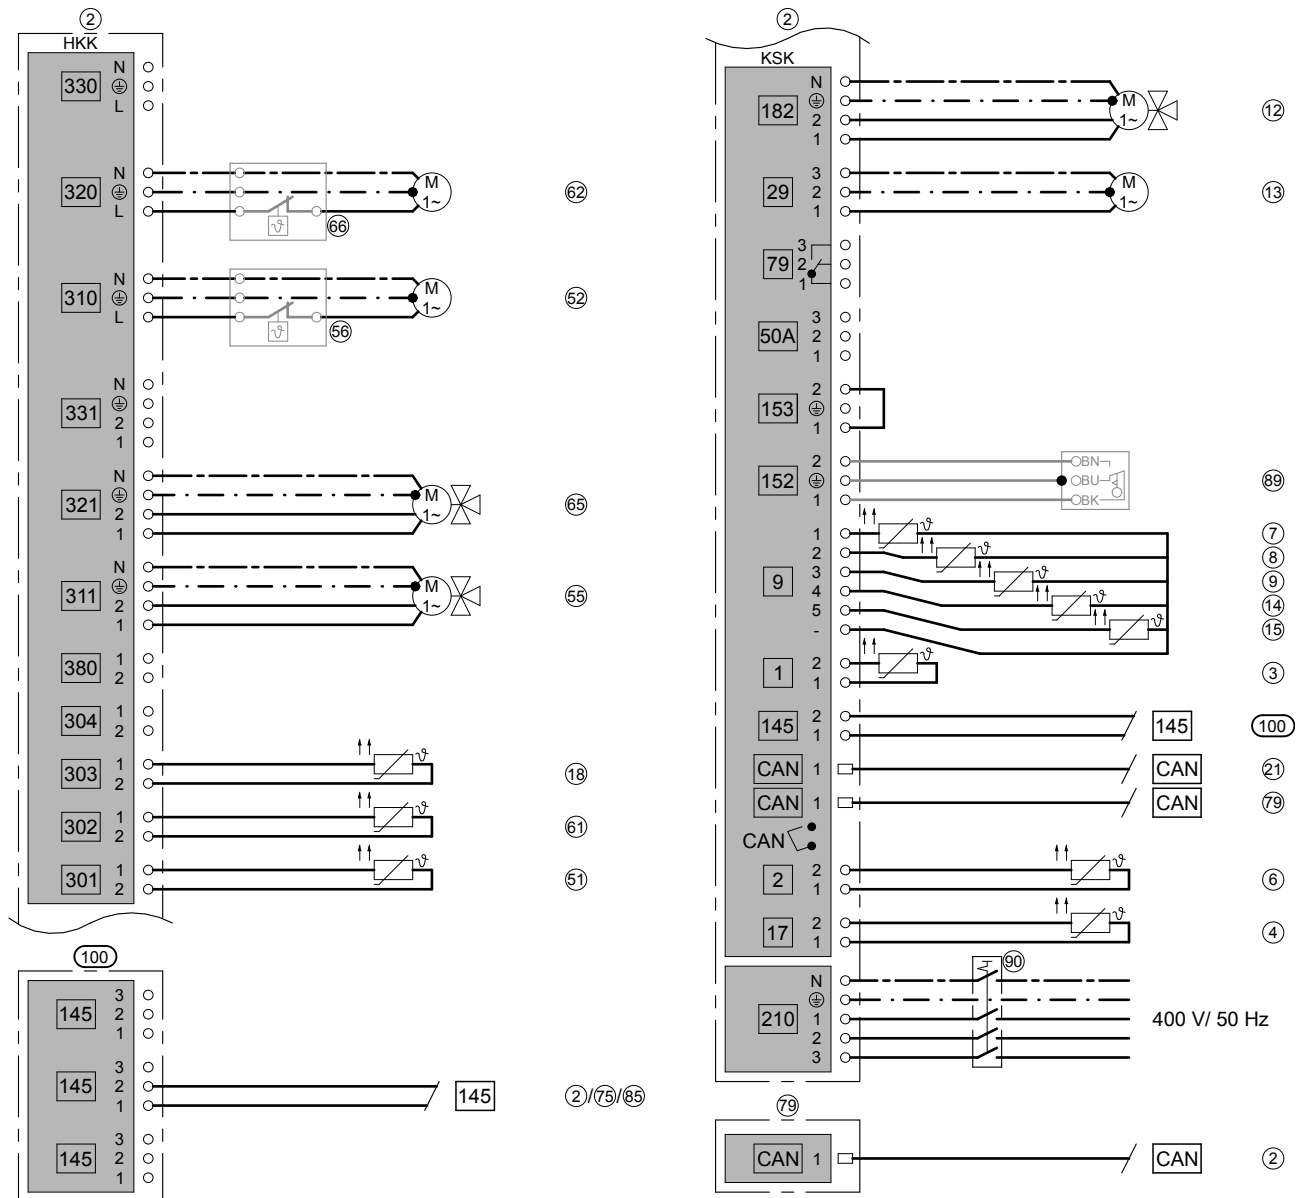 2
HKK
330
N
L
320
N
L
M
1~
62
ϑ
66
310
N
L
M
1~
52
ϑ
56
331
N
2
1
321
N
2
1
M
1~
65
311
N
2
1
M
1~
55
380
1
2
304
1
2
303
1
2
ϑ
18
302
1
2
ϑ
61
301
1
2
ϑ
51
100
145
3
2
1
145
3
2
1
145
2/75/85
145
3
2
1
2
KSK
182
N
2
1
M
1~
12
29
3
2
1
M
1~
13
79
3
2
1
50A
3
2
1
153
2
1
152
2
1
BN
BU
BK
89
9
1
2
3
4
5
-
ϑ
7
ϑ
8
ϑ
9
ϑ
14
ϑ
15
1
2
1
ϑ
3
145
2
1
145
100
CAN 1
CAN
21
CAN 1
CAN
79
CAN
2
2
1
ϑ
6
17
2
1
ϑ
4
210
N
1
2
3
90
400 V/ 50 Hz
79
CAN 1
CAN
2